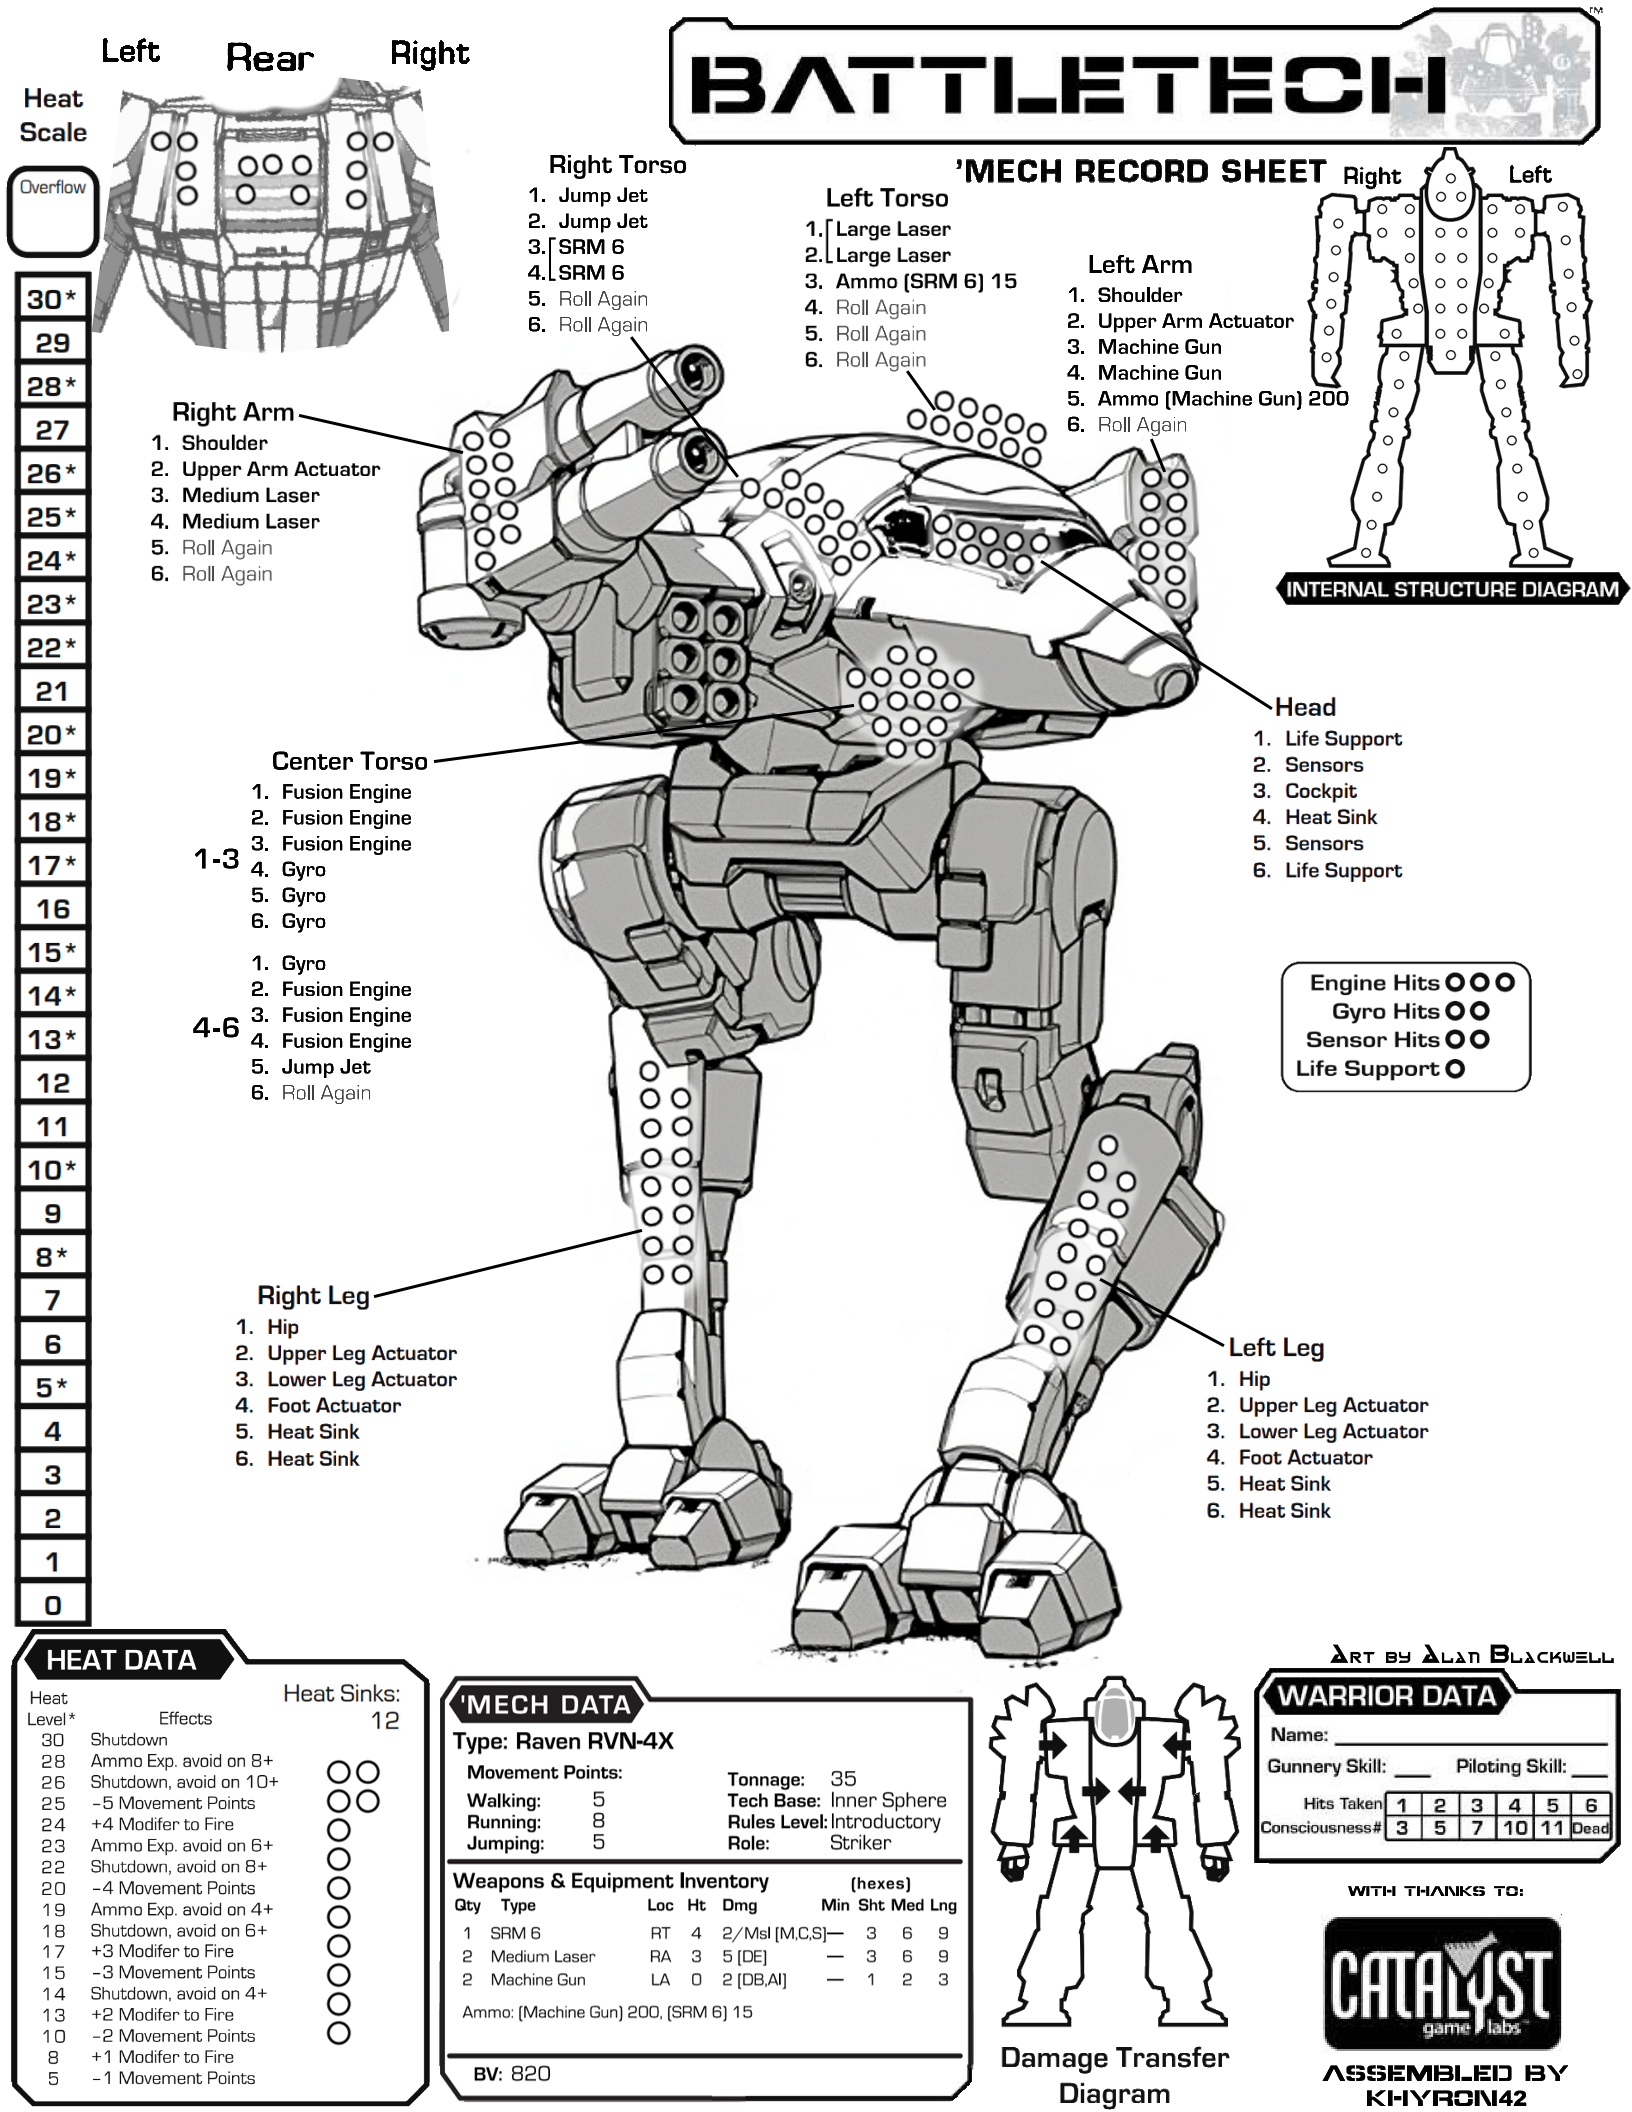 BATTLETECH™
'MECH RECORD SHEET
Left Rear Right
Heat
Scale
Overflow
30*
29
28*
27
26*
25*
24*
23*
22*
21
20*
19*
18*
17*
16
15*
14*
13*
12
11
10*
9
8*
7
6
5*
4
3
2
1
0
Right Torso
1. Jump Jet
2. Jump Jet
3. SRM 6
4. SRM 6
5. Roll Again
6. Roll Again
Left Torso
1. Large Laser
2. Large Laser
3. Ammo (SRM 6) 15
4. Roll Again
5. Roll Again
6. Roll Again
Left Arm
1. Shoulder
2. Upper Arm Actuator
3. Machine Gun
4. Machine Gun
5. Ammo (Machine Gun) 200
6. Roll Again
Right Left
INTERNAL STRUCTURE DIAGRAM
Right Arm
1. Shoulder
2. Upper Arm Actuator
3. Medium Laser
4. Medium Laser
5. Roll Again
6. Roll Again
Head
1. Life Support
2. Sensors
3. Cockpit
4. Heat Sink
5. Sensors
6. Life Support
Center Torso
1-3
1. Fusion Engine
2. Fusion Engine
3. Fusion Engine
4. Gyro
5. Gyro
6. Gyro
4-6
1. Gyro
2. Fusion Engine
3. Fusion Engine
4. Fusion Engine
5. Jump Jet
6. Roll Again
Engine Hits
Gyro Hits
Sensor Hits
Life Support
Right Leg
1. Hip
2. Upper Leg Actuator
3. Lower Leg Actuator
4. Foot Actuator
5. Heat Sink
6. Heat Sink
Left Leg
1. Hip
2. Upper Leg Actuator
3. Lower Leg Actuator
4. Foot Actuator
5. Heat Sink
6. Heat Sink
HEAT DATA
Heat Sinks:
12
Heat
Level* Effects
30 Shutdown
28 Ammo Exp. avoid on 8+
26 Shutdown, avoid on 10+
25 -5 Movement Points
24 +4 Modifer to Fire
23 Ammo Exp. avoid on 6+
22 Shutdown, avoid on 8+
20 -4 Movement Points
19 Ammo Exp. avoid on 4+
18 Shutdown, avoid on 6+
17 +3 Modifer to Fire
15 -3 Movement Points
14 Shutdown, avoid on 4+
13 +2 Modifer to Fire
10 -2 Movement Points
8 +1 Modifer to Fire
5 -1 Movement Points
'MECH DATA
Type: Raven RVN-4X
Movement Points:
Walking: 5
Running: 8
Jumping: 5
Tonnage: 35
Tech Base: Inner Sphere
Rules Level: Introductory
Role: Striker
Weapons & Equipment Inventory (hexes)
Qty Type Loc Ht Dmg Min Sht Med Lng
1 SRM 6 RT 4 2/Msl [M,C,S] — 3 6 9
2 Medium Laser RA 3 5 [DE] — 3 6 9
2 Machine Gun LA 0 2 [DB,AI] — 1 2 3
Ammo: (Machine Gun) 200, (SRM 6) 15
BV: 820
Damage Transfer
Diagram
Art by Alan Blackwell
WARRIOR DATA
Name:
Gunnery Skill: Piloting Skill:
Hits Taken 1 2 3 4 5 6
Consciousness# 3 5 7 10 11 Dead
WITH THANKS TO:
CATALYST
game labs™
ASSEMBLED BY
KHYRON42